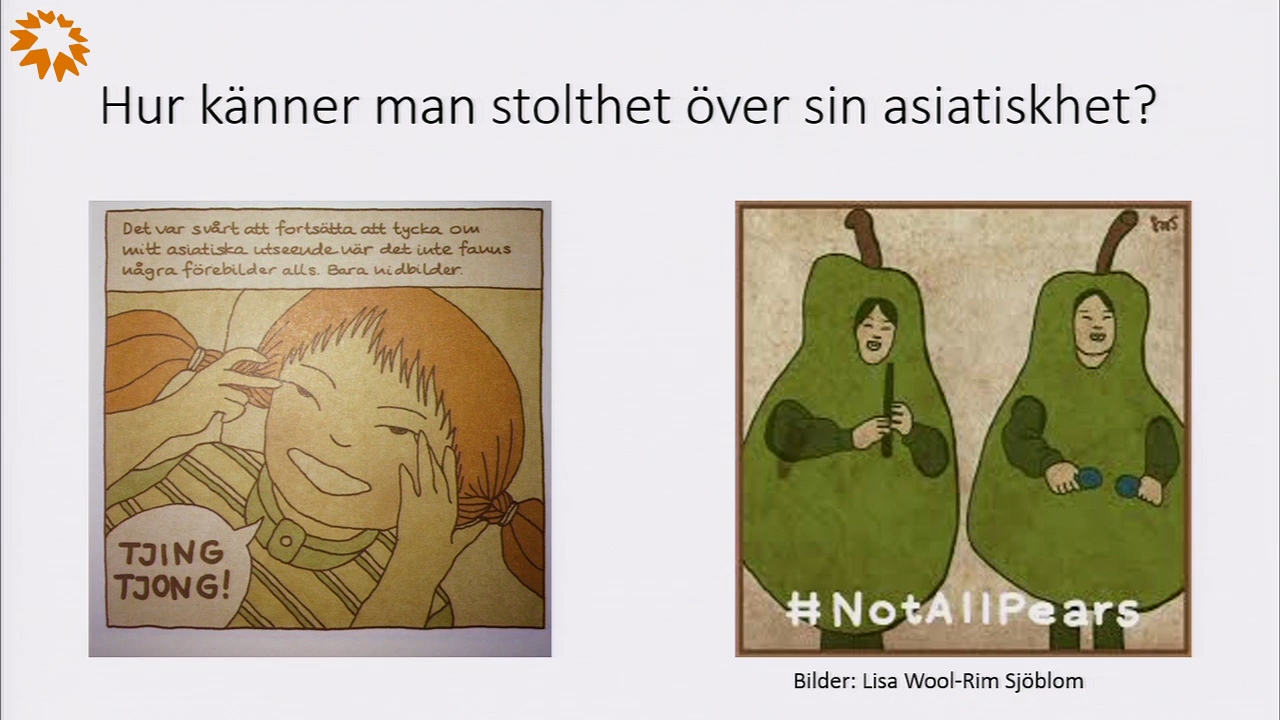 Hur känner man stolthet över sin asiatiskhet?
Det var svårt att fortsätta att tycka om
mitt asiatiska utseende när det inte fanns
några förebilder alls. Bara nidbilder.
TJING
TJONG!
#NotAllPears
Bilder: Lisa Wool-Rim Sjöblom